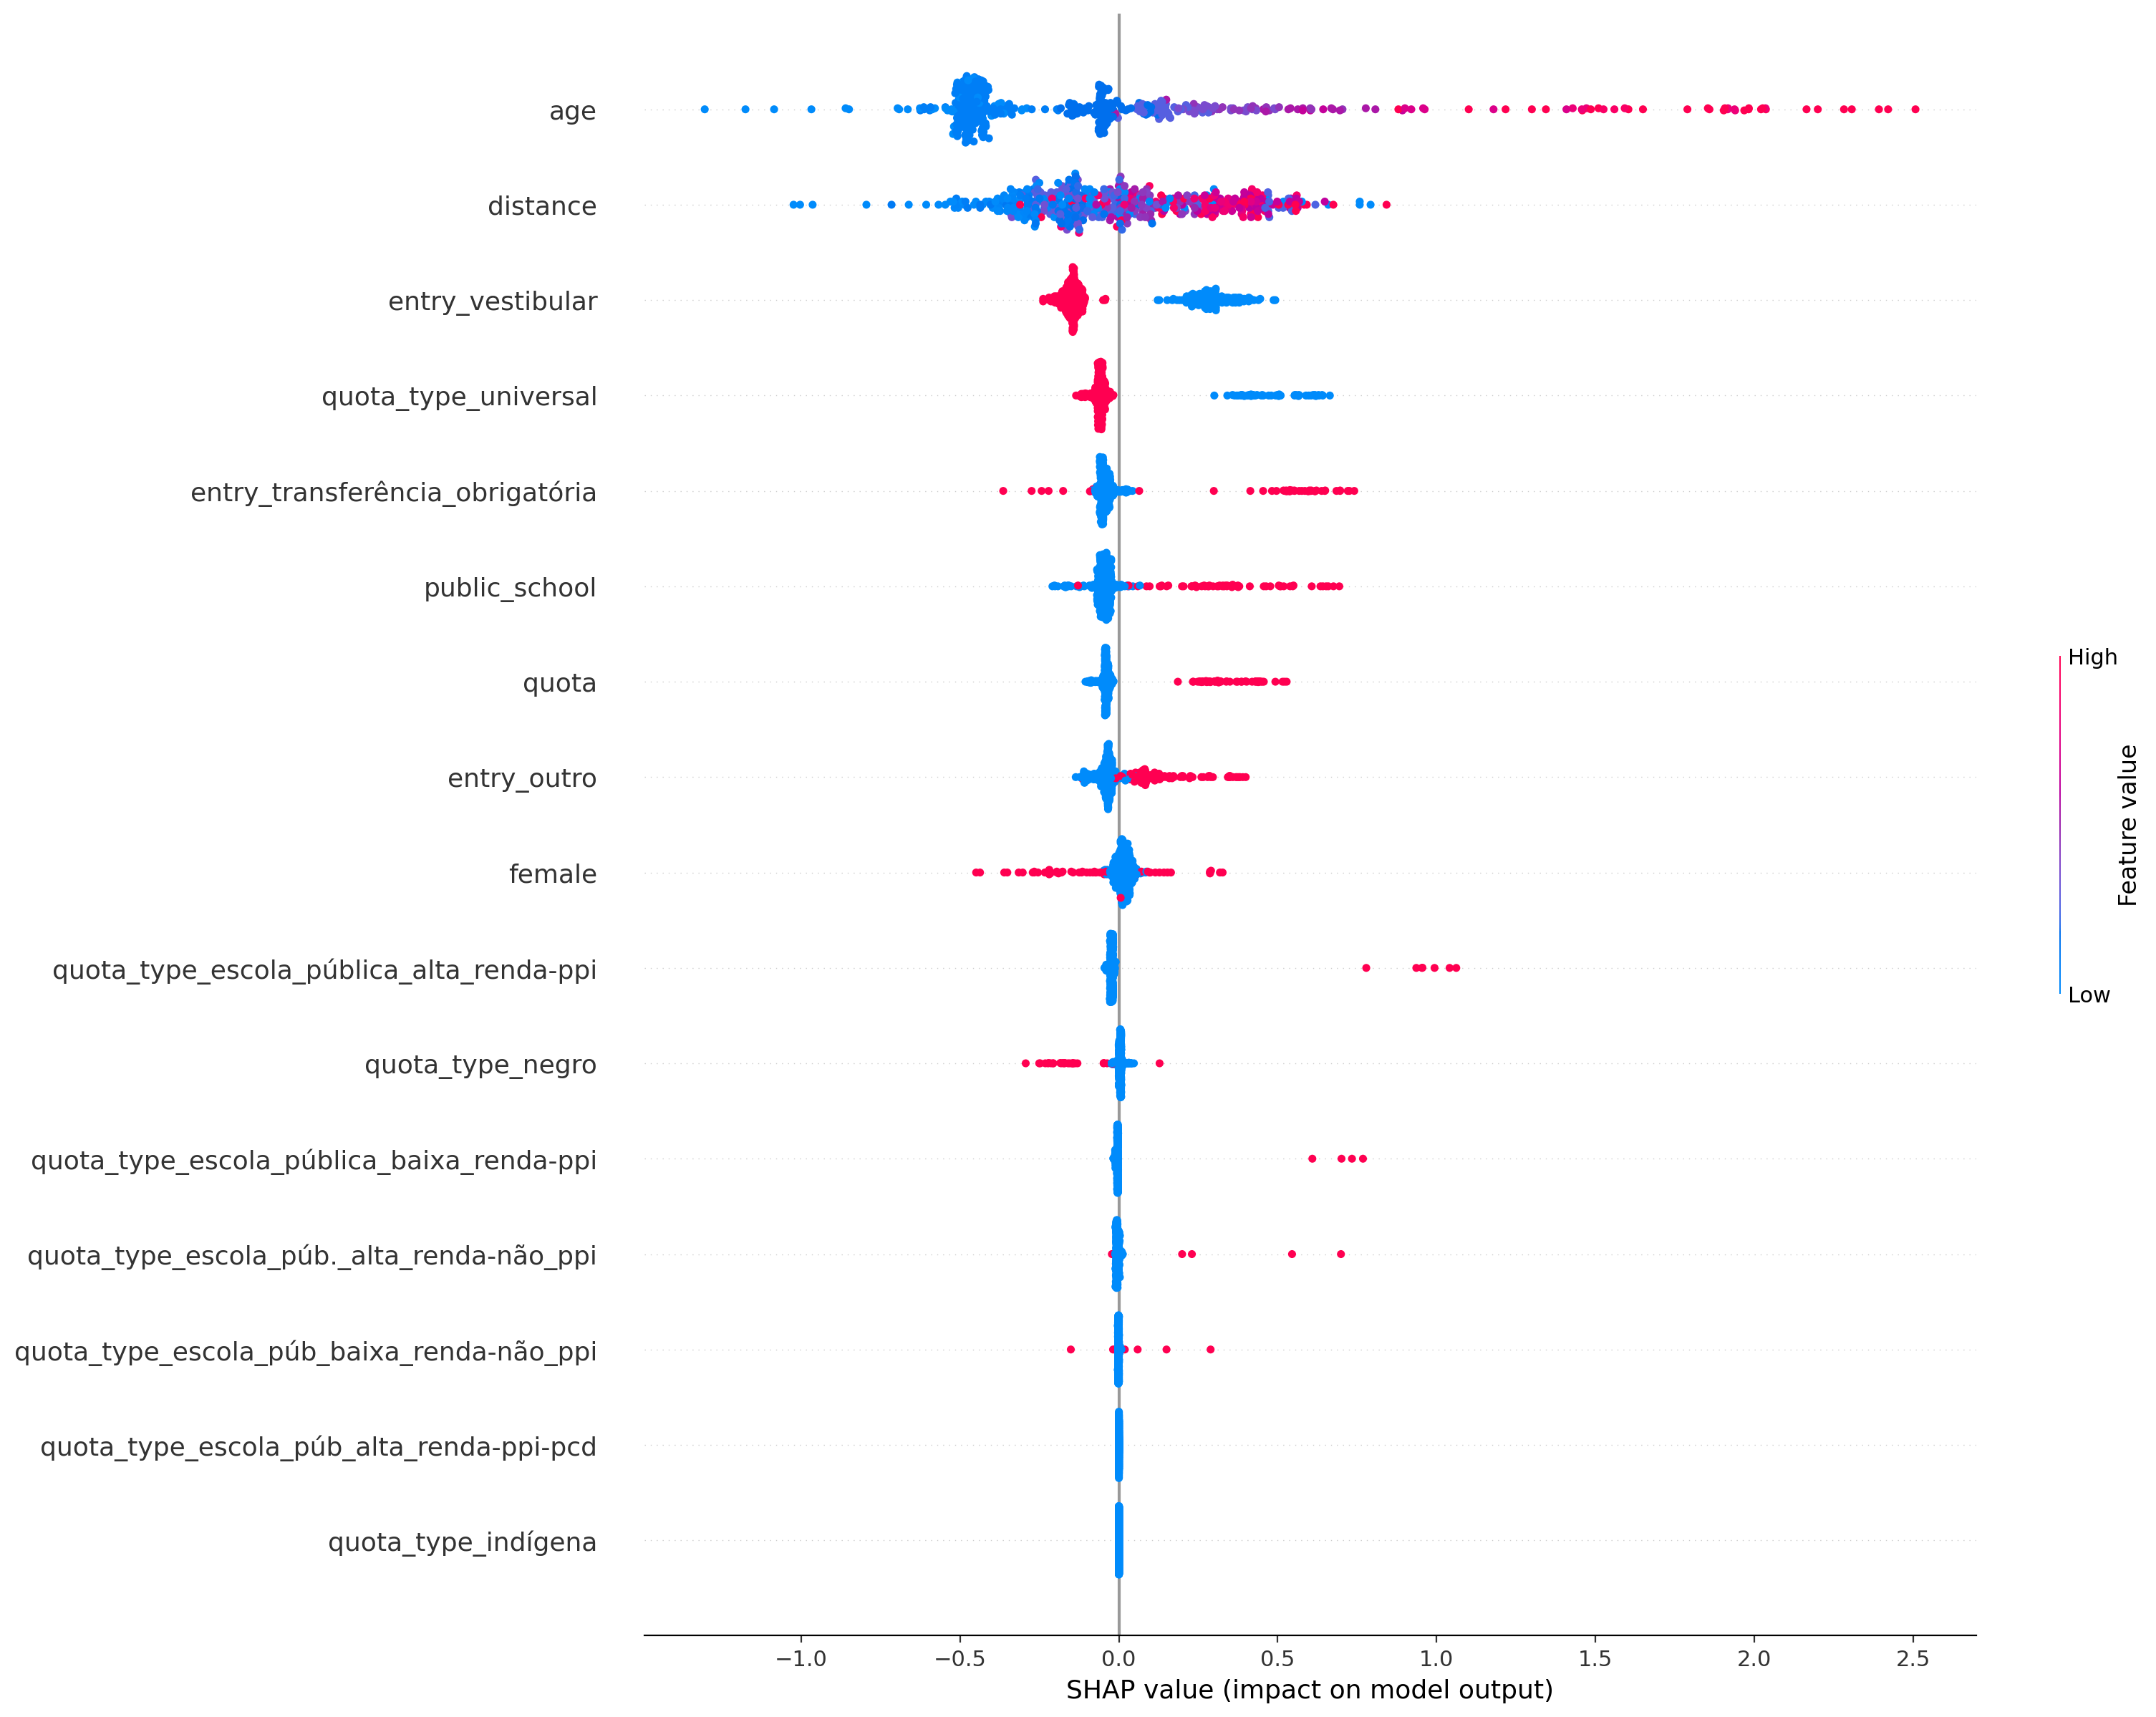 age
distance
entry_vestibular
quota_type_universal
entry_transferência_obrigatória
public_school
quota
entry_outro
female
quota_type_escola_pública_alta_renda-ppi
quota_type_negro
quota_type_escola_pública_baixa_renda-ppi
quota_type_escola_púb._alta_renda-não_ppi
quota_type_escola_púb_baixa_renda-não_ppi
quota_type_escola_púb_alta_renda-ppi-pcd
quota_type_indígena
−1.0 −0.5 0.0 0.5 1.0 1.5 2.0 2.5
SHAP value (impact on model output)
High
Feature value
Low